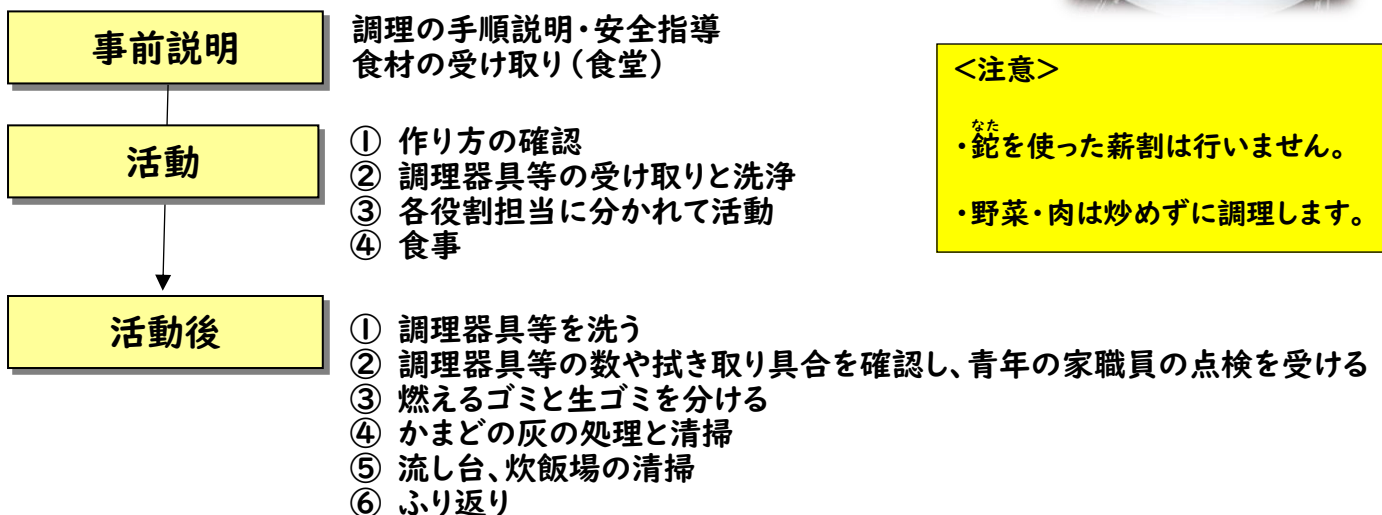 事前説明
調理の手順説明・安全指導
食材の受け取り（食堂）
<注意>
なた
・鉈を使った薪割は行いません。
・野菜・肉は炒めずに調理します。
活動
① 作り方の確認
② 調理器具等の受け取りと洗浄
③ 各役割担当に分かれて活動
④ 食事
活動後
① 調理器具等を洗う
② 調理器具等の数や拭き取り具合を確認し、青年の家職員の点検を受ける
③ 燃えるゴミと生ゴミを分ける
④ かまどの灰の処理と清掃
⑤ 流し台、炊飯場の清掃
⑥ ふり返り